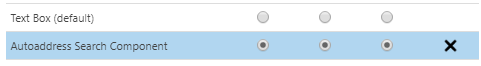 Text Box (default)
Autoaddress Search Component